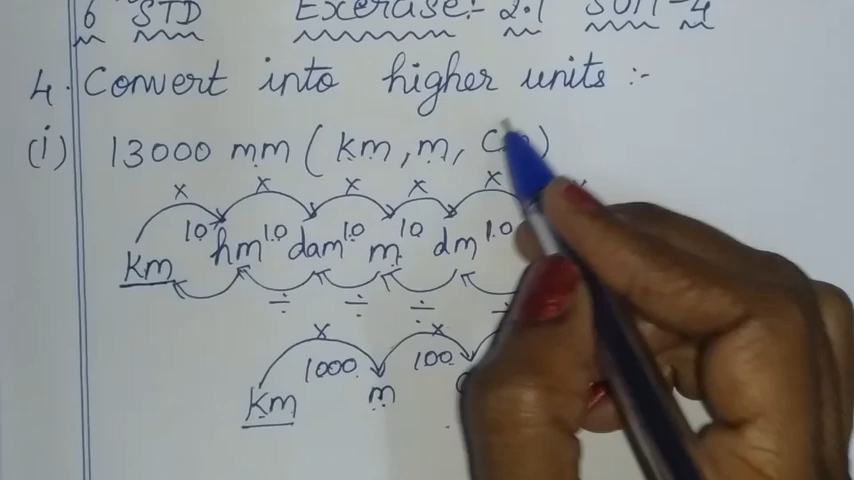 6 STD Exercise:- 2.1 SUM-4
4. Convert into higher units :-
(i) 13000 mm (km, m, )
x x x x x
10 10 10 10 10
km hm dam m dm
÷ ÷ ÷ ÷
x x
1000 100
km m